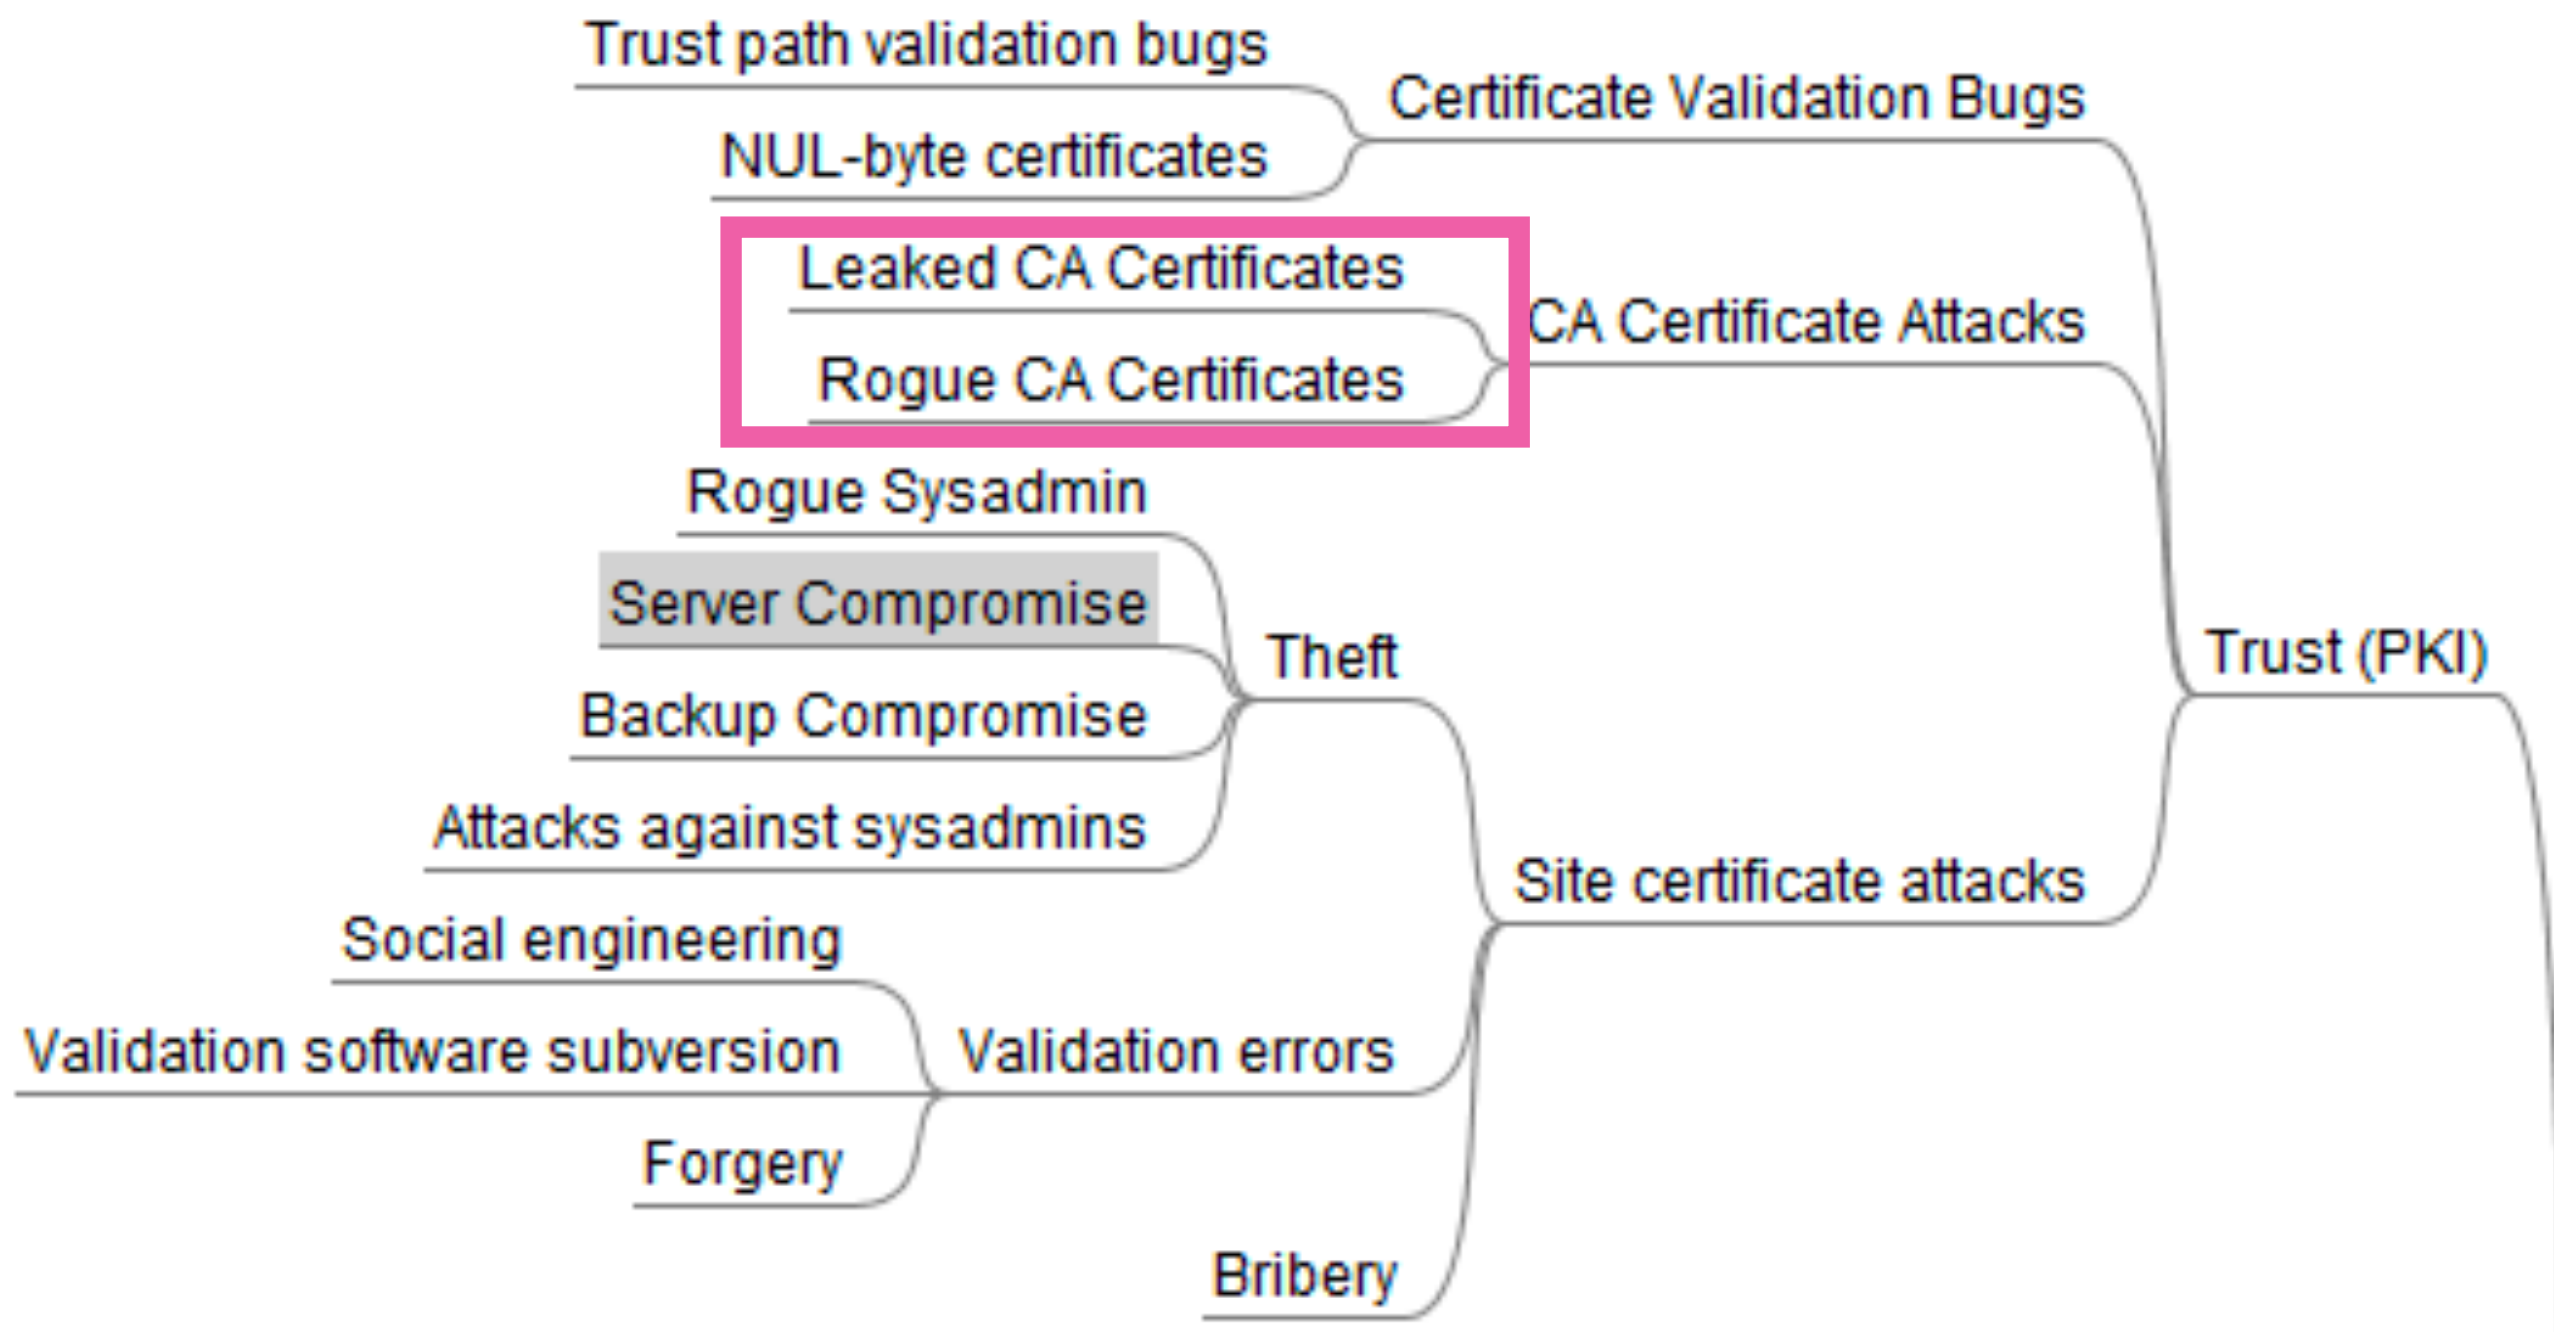 Trust path validation bugs
Certificate Validation Bugs
NUL-byte certificates
Leaked CA Certificates
CA Certificate Attacks
Rogue CA Certificates
Rogue Sysadmin
Server Compromise
Theft
Trust (PKI)
Backup Compromise
Attacks against sysadmins
Site certificate attacks
Social engineering
Validation software subversion
Validation errors
Forgery
Bribery